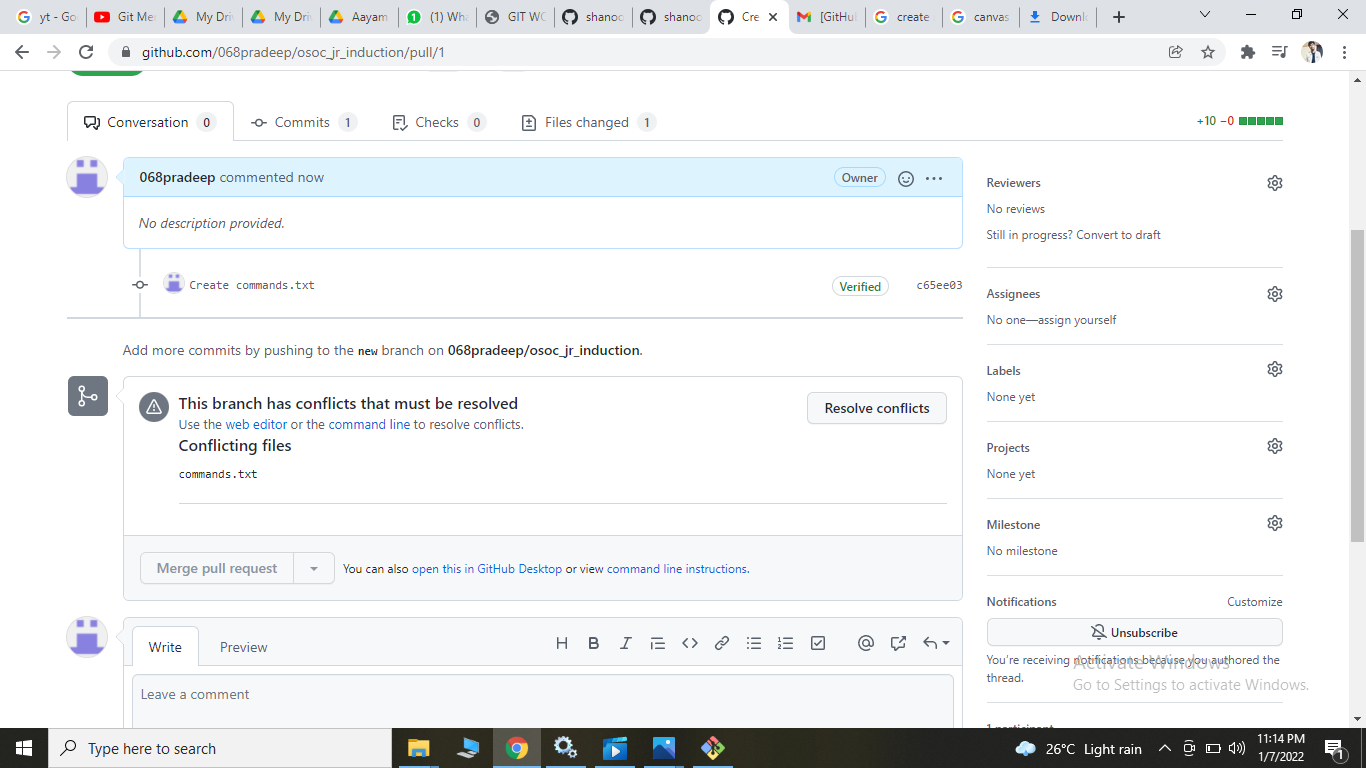 yt - Go
Git Me
My Driv
My Driv
Aayam
(1) Wha
GIT WO
shanoo
shanoo
Cre
[GitHu
create
canvas
Downl
github.com/068pradeep/osoc_jr_induction/pull/1
Conversation 0
Commits 1
Checks 0
Files changed 1
+10 −0
068pradeep commented now
Owner
No description provided.
Create commands.txt
Verified
c65ee03
Add more commits by pushing to the new branch on 068pradeep/osoc_jr_induction.
This branch has conflicts that must be resolved
Use the web editor or the command line to resolve conflicts.
Resolve conflicts
Conflicting files
commands.txt
Merge pull request
You can also open this in GitHub Desktop or view command line instructions.
Write
Preview
Leave a comment
Reviewers
No reviews
Still in progress? Convert to draft
Assignees
No one—assign yourself
Labels
None yet
Projects
None yet
Milestone
No milestone
Notifications
Customize
Unsubscribe
You're receiving notifications because you authored the
thread.
Activate Windows
Go to Settings to activate Windows.
1 participant
Type here to search
26°C Light rain
11:14 PM
1/7/2022
1